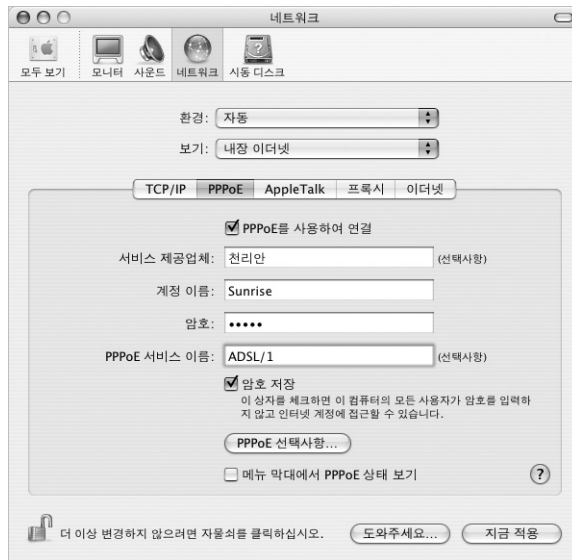 네트워크
모두 보기
모니터
사운드
네트워크
시동 디스크
환경: 자동
보기: 내장 이더넷
TCP/IP PPPoE AppleTalk 프록시 이더넷
PPPoE를 사용하여 연결
서비스 제공업체: 천리안 (선택사항)
계정 이름: Sunrise
암호: •••••
PPPoE 서비스 이름: ADSL/1 (선택사항)
암호 저장
이 상자를 체크하면 이 컴퓨터의 모든 사용자가 암호를 입력하
지 않고 인터넷 계정에 접근할 수 있습니다.
PPPoE 선택사항...
메뉴 막대에서 PPPoE 상태 보기
?
더 이상 변경하지 않으려면 자물쇠를 클릭하십시오.
도와주세요...
지금 적용